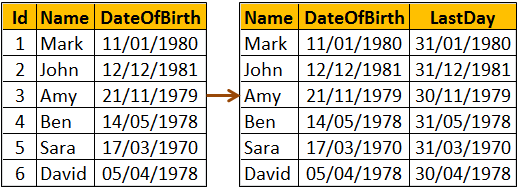 Id Name DateOfBirth
1 Mark 11/01/1980
2 John 12/12/1981
3 Amy 21/11/1979
4 Ben 14/05/1978
5 Sara 17/03/1970
6 David 05/04/1978
Name DateOfBirth LastDay
Mark 11/01/1980 31/01/1980
John 12/12/1981 31/12/1981
Amy 21/11/1979 30/11/1979
Ben 14/05/1978 31/05/1978
Sara 17/03/1970 31/03/1970
David 05/04/1978 30/04/1978